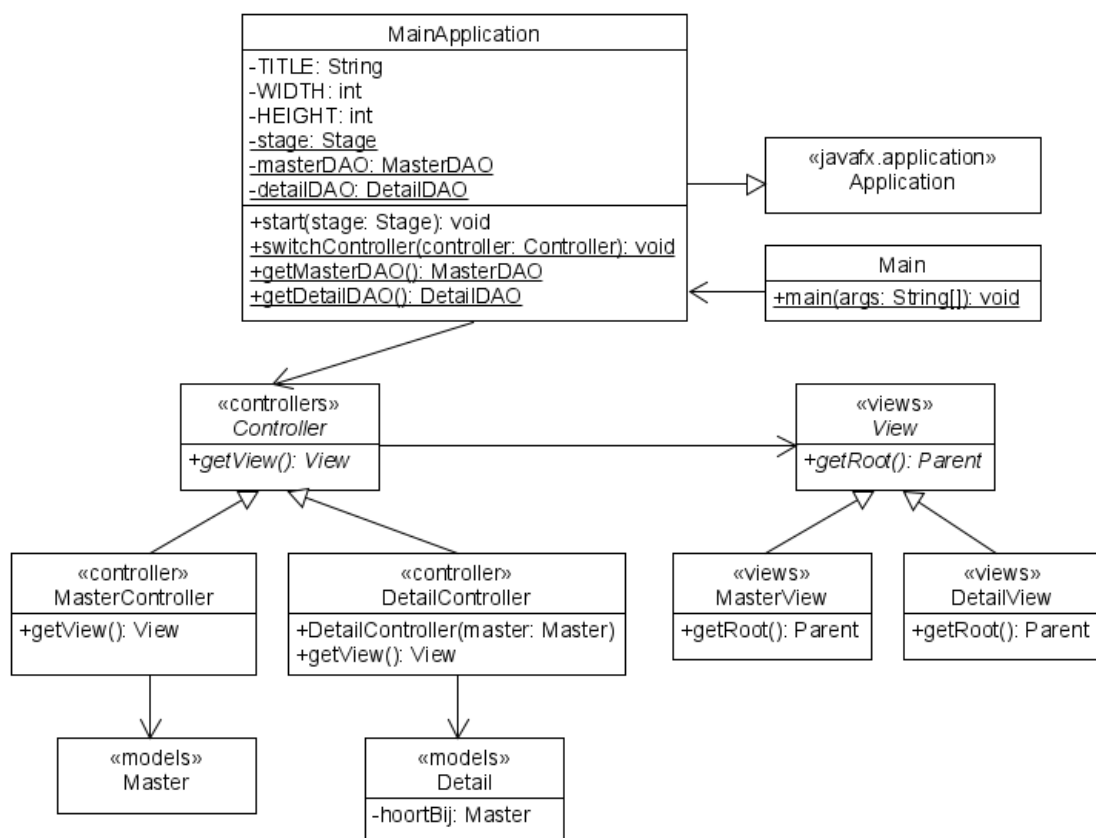 MainApplication
-TITLE: String
-WIDTH: int
-HEIGHT: int
-stage: Stage
-masterDAO: MasterDAO
-detailDAO: DetailDAO
+start(stage: Stage): void
+switchController(controller: Controller): void
+getMasterDAO(): MasterDAO
+getDetailDAO(): DetailDAO
«javafx.application»
Application
Main
+main(args: String[]): void
«controllers»
Controller
+getView(): View
«views»
View
+getRoot(): Parent
«controller»
MasterController
+getView(): View
«controller»
DetailController
+DetailController(master: Master)
+getView(): View
«views»
MasterView
+getRoot(): Parent
«views»
DetailView
+getRoot(): Parent
«models»
Master
«models»
Detail
-hoortBij: Master